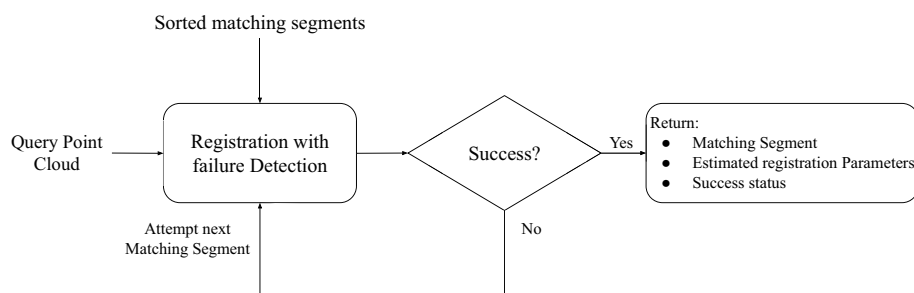 Sorted matching segments
Query Point
Cloud
Registration with
failure Detection
Success?
Yes
Return:
● Matching Segment
● Estimated registration Parameters
● Success status
Attempt next
Matching Segment
No